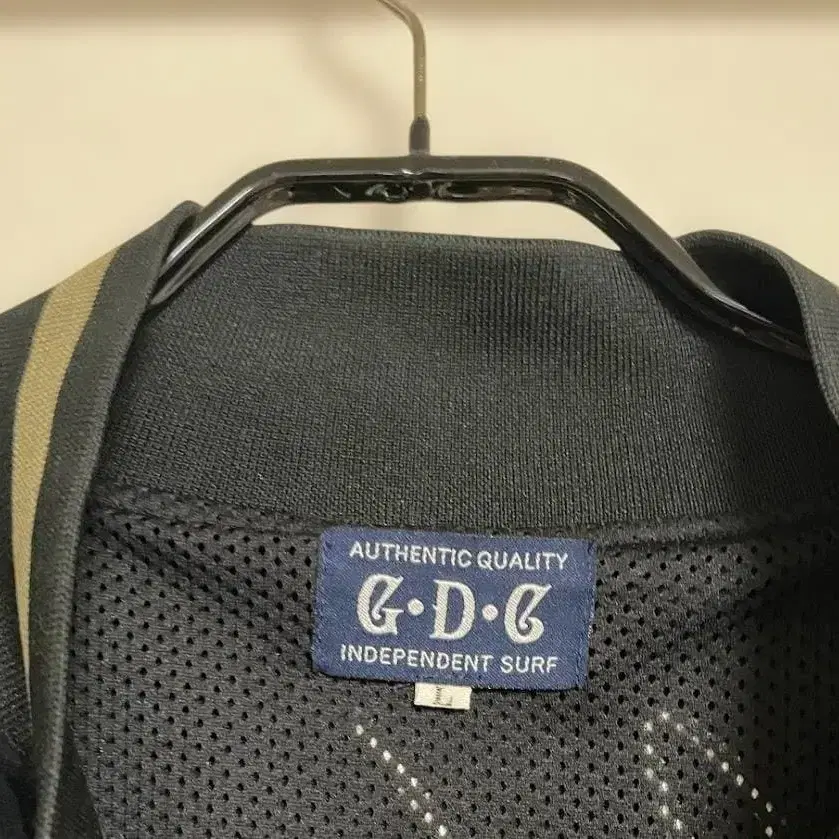 AUTHENTIC QUALITY
G•D•C
INDEPENDENT SURF
L